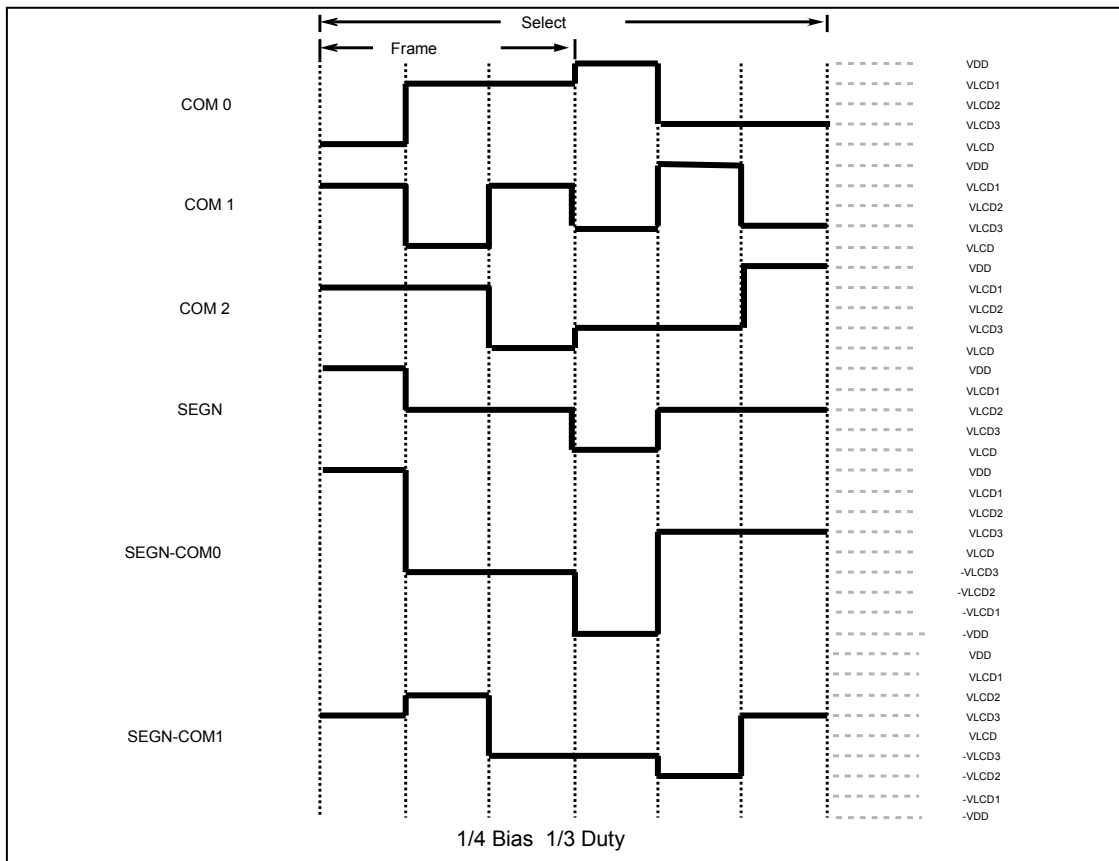 Select
Frame
COM 0
VDD
VLCD1
VLCD2
VLCD3
VLCD
COM 1
VDD
VLCD1
VLCD2
VLCD3
VLCD
COM 2
VDD
VLCD1
VLCD2
VLCD3
VLCD
SEGN
VDD
VLCD1
VLCD2
VLCD3
VLCD
SEGN-COM0
VDD
VLCD1
VLCD2
VLCD3
VLCD
-VLCD3
-VLCD2
-VLCD1
-VDD
SEGN-COM1
VDD
VLCD1
VLCD2
VLCD3
VLCD
-VLCD3
-VLCD2
-VLCD1
-VDD
1/4 Bias 1/3 Duty